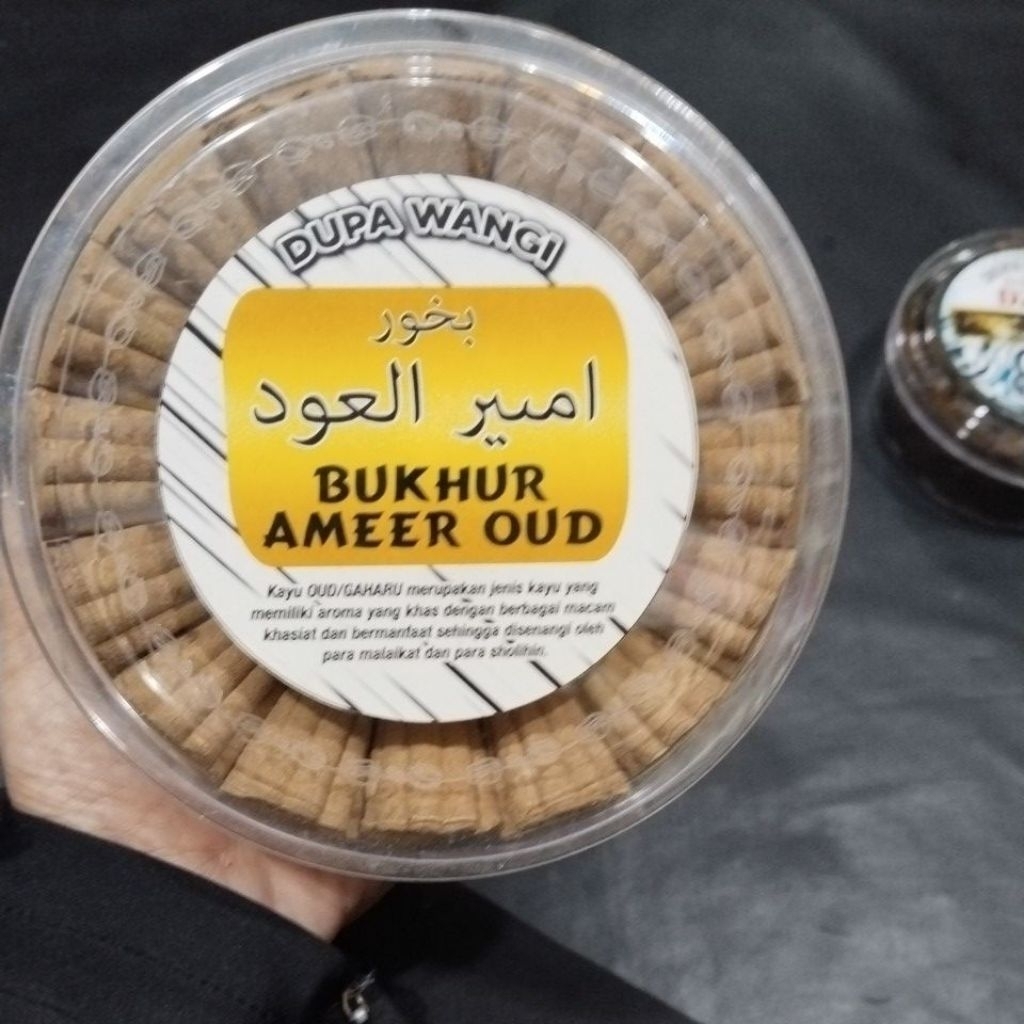 DUPA WANGI
بخور
امير العود
BUKHUR
AMEER OUD
Kayu OUD/GAHARU merupakan jenis kayu yang
memiliki aroma yang khas dengan berbagai macam
khasiat dan bermanfaat sehingga disenangi oleh
para malaikat dan para sholihin.